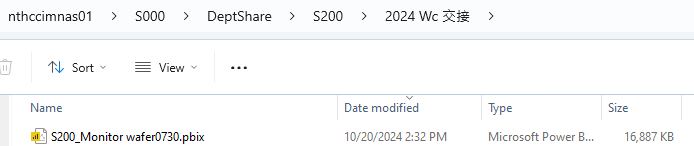 nthccimnas01 > S000 > DeptShare > S200 > 2024 Wc 交接 >
Sort View ...
Name Date modified Type Size
S200_Monitor wafer0730.pbix 10/20/2024 2:32 PM Microsoft Power B... 16,887 KB